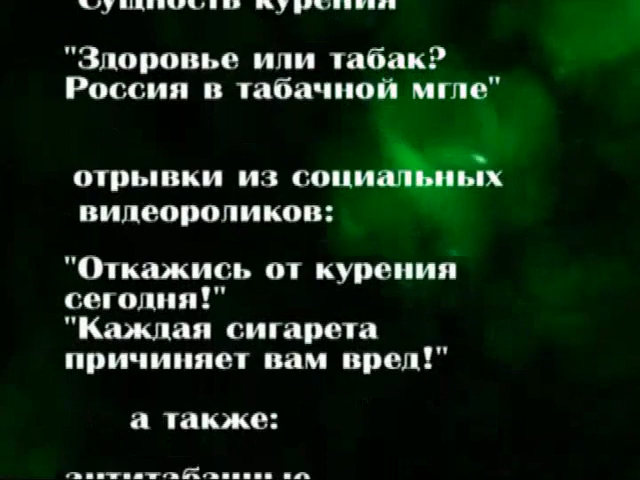 "Сущность курения
"Здоровье или табак?
Россия в табачной мгле"
отрывки из социальных
видеороликов:
"Откажись от курения
сегодня!"
"Каждая сигарета
причиняет вам вред!"
а также:
антитабачные